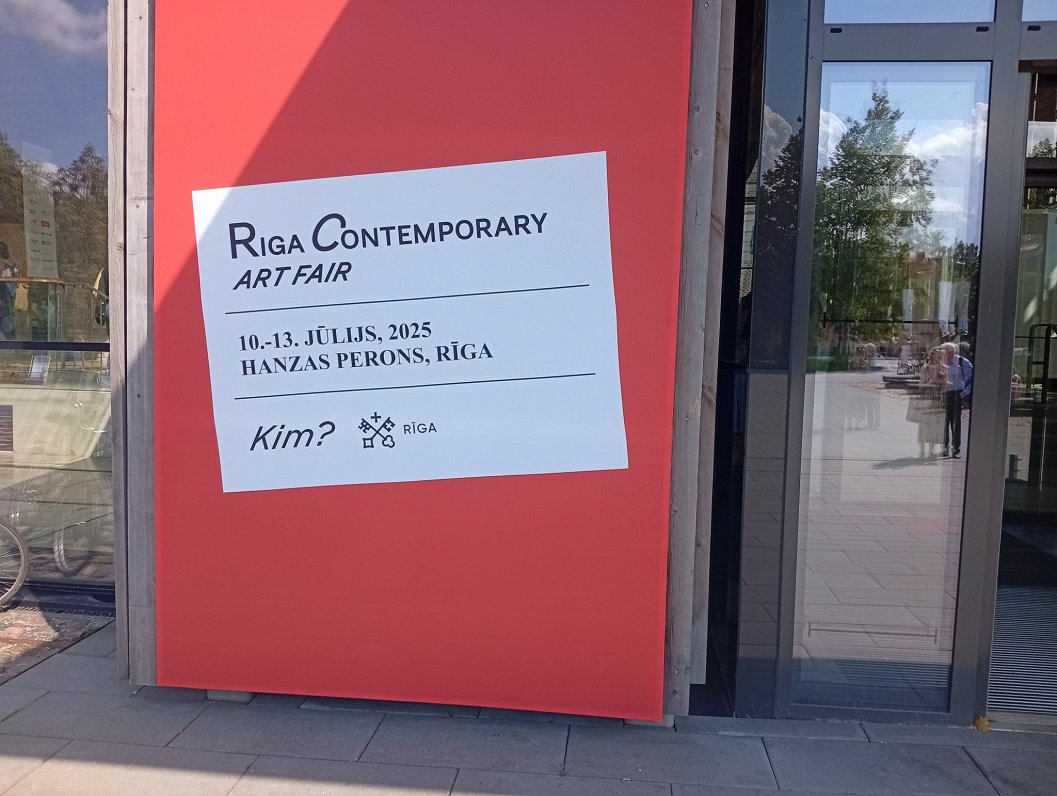 RIGA CONTEMPORARY
ART FAIR
10.-13. JŪLIJS, 2025
HANZAS PERONS, RĪGA
Kim? RĪGA